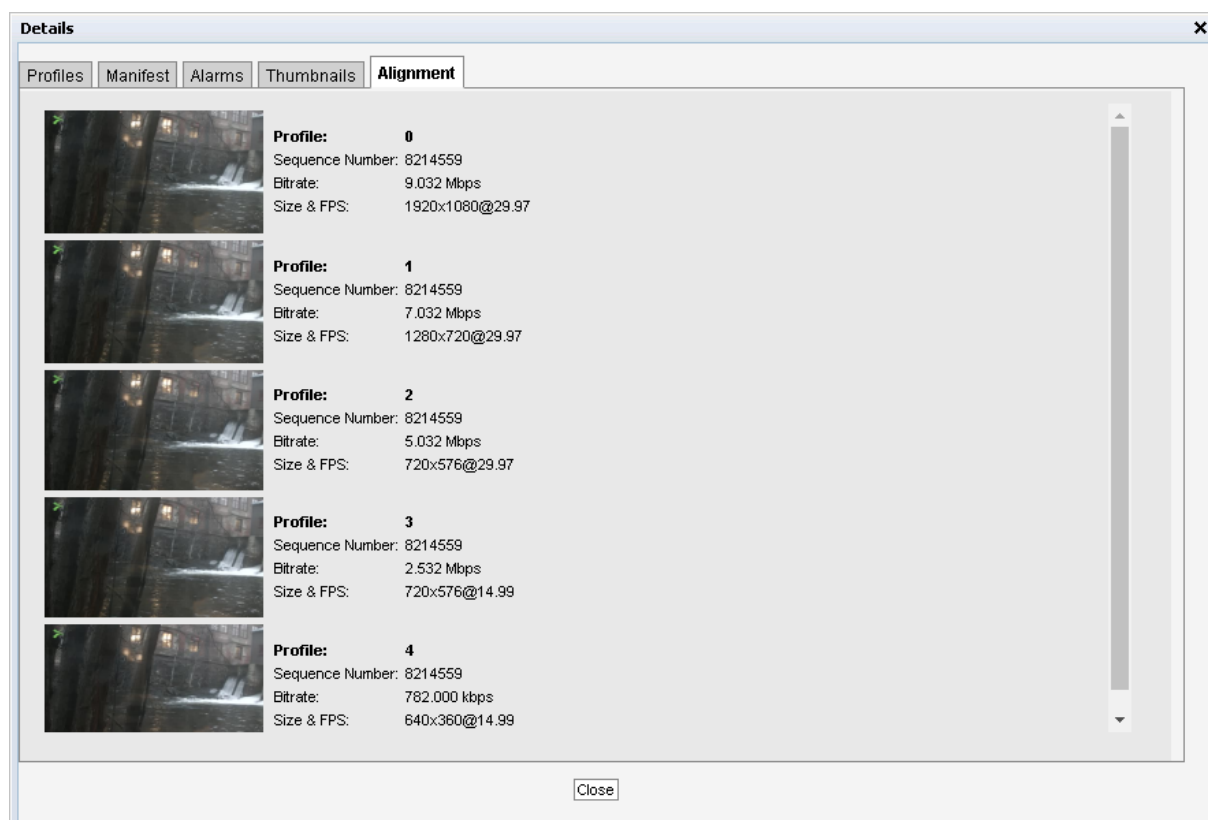 Details
Profiles Manifest Alarms Thumbnails Alignment
Profile: 0
Sequence Number: 8214559
Bitrate: 9.032 Mbps
Size & FPS: 1920x1080@29.97
Profile: 1
Sequence Number: 8214559
Bitrate: 7.032 Mbps
Size & FPS: 1280x720@29.97
Profile: 2
Sequence Number: 8214559
Bitrate: 5.032 Mbps
Size & FPS: 720x576@29.97
Profile: 3
Sequence Number: 8214559
Bitrate: 2.532 Mbps
Size & FPS: 720x576@14.99
Profile: 4
Sequence Number: 8214559
Bitrate: 782.000 kbps
Size & FPS: 640x360@14.99
Close